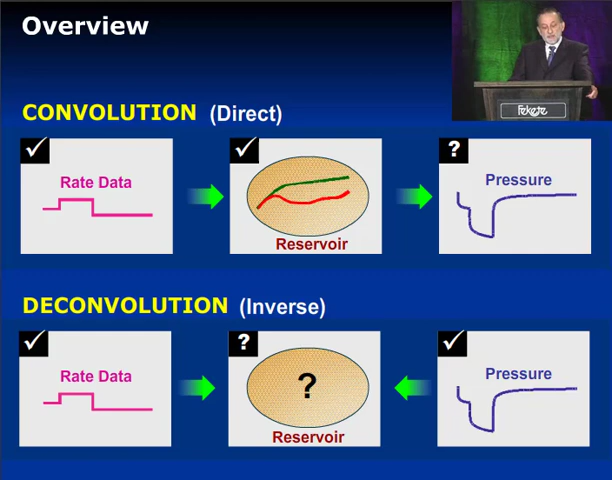 Overview
Fekete
CONVOLUTION (Direct)
✓
Rate Data
✓
Reservoir
?
Pressure
DECONVOLUTION (Inverse)
✓
Rate Data
?
?
Reservoir
✓
Pressure